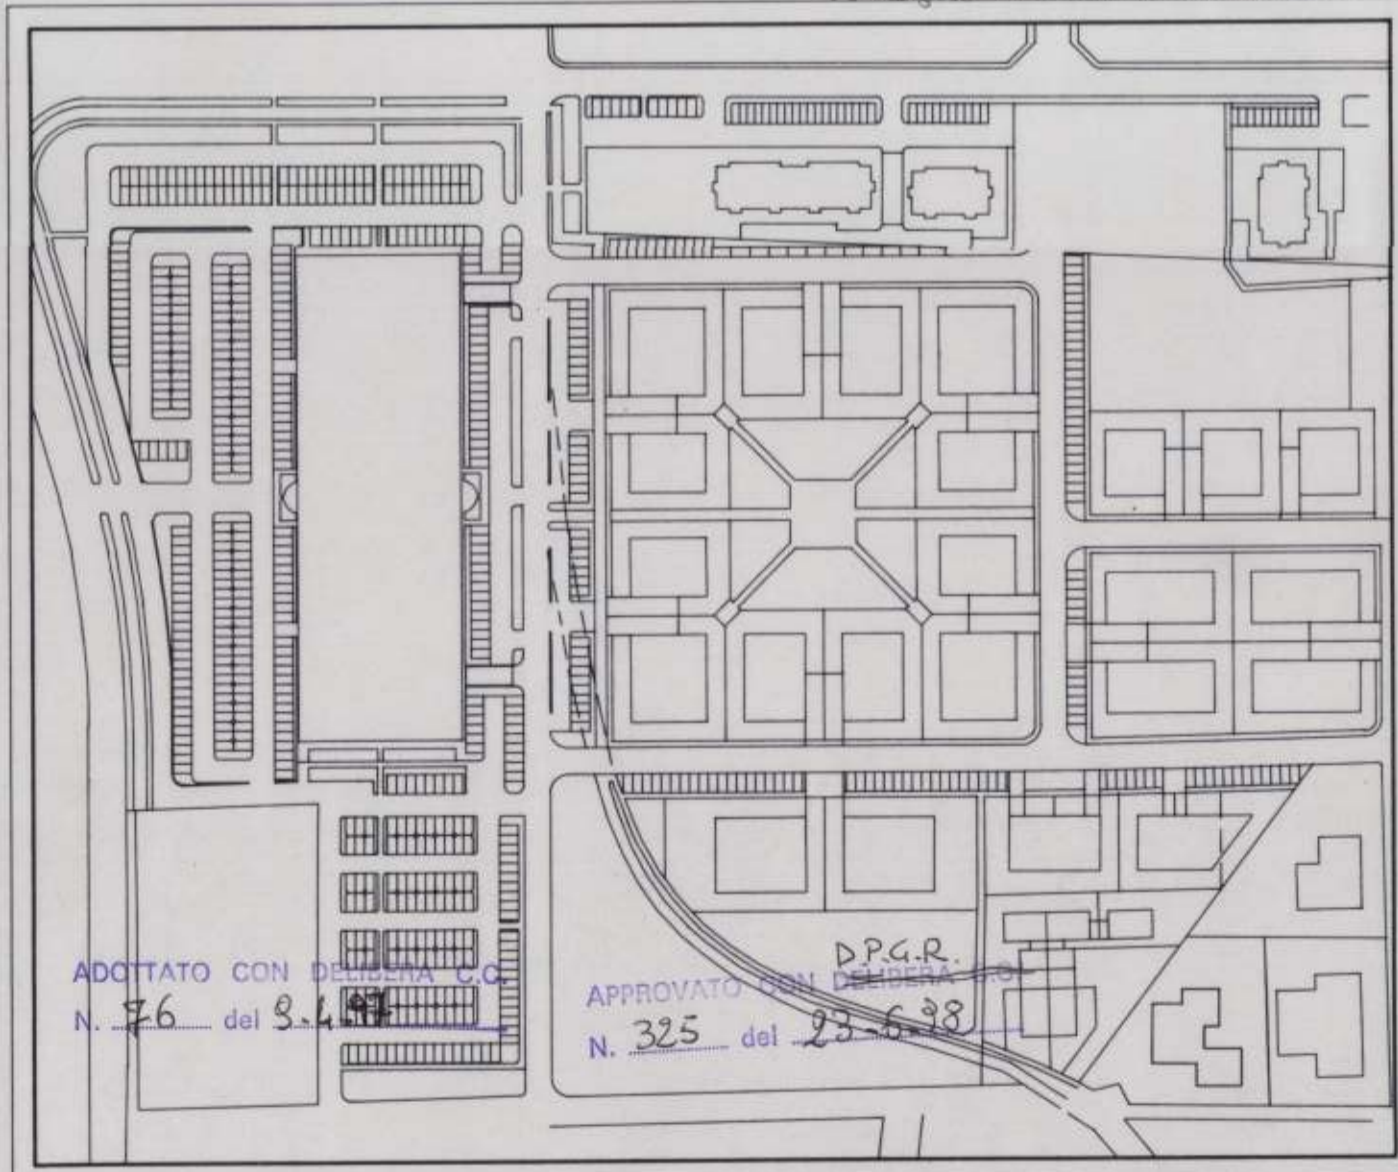 ADOTTATO CON DELIBERA C.C.
N. 76 del 9-4-97
D.P.G.R.
APPROVATO CON DELIBERA
N. 325 del 23-6-98